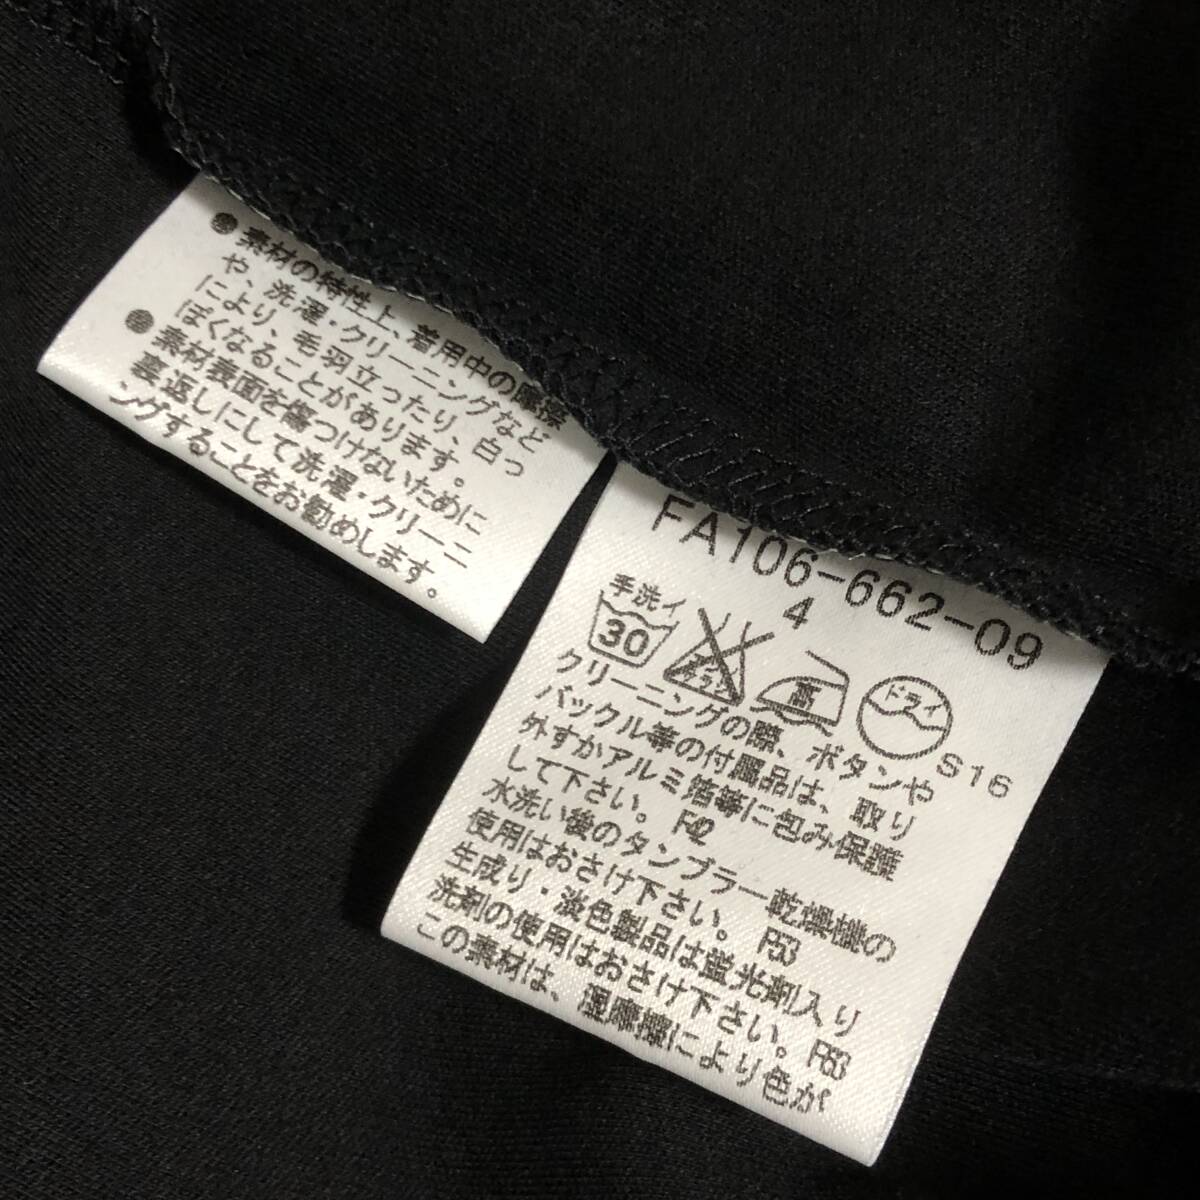 ●素材の特性上、着用中の摩擦
や、洗濯・クリーニングなど
により、毛羽立ったり、白っ
ぽくなることがあります。
●素材表面を傷つけないために
裏返しにして洗濯・クリーニ
ングすることをお勧めします。
FA106-662-09
4
手洗イ
30
エンソ
サラシ
高
ドライ
S16
クリーニングの際、ボタンや
バックル等の付属品は、取り
外すかアルミ箔等に包み保護
して下さい。F42
水洗い後のタンブラー乾燥機の
使用はおさけ下さい。F53
生成り・淡色製品は蛍光剤入り
洗剤の使用はおさけ下さい。F63
この素材は、湿摩擦により色が